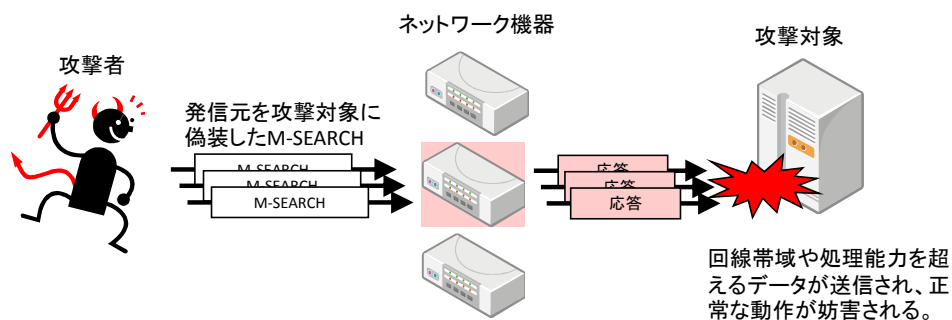 ネットワーク機器
攻撃対象
攻撃者
発信元を攻撃対象に
偽装したM-SEARCH
M-SEARCH
M-SEARCH
M-SEARCH
応答
応答
応答
回線帯域や処理能力を超
えるデータが送信され、正
常な動作が妨害される。